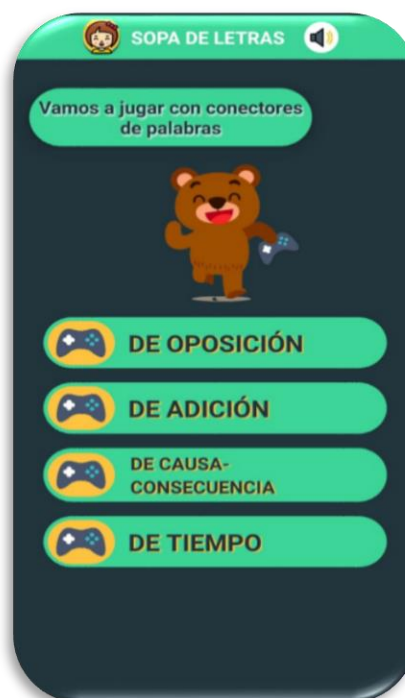 SOPA DE LETRAS
Vamos a jugar con conectores
de palabras
DE OPOSICIÓN
DE ADICIÓN
DE CAUSA-
CONSECUENCIA
DE TIEMPO